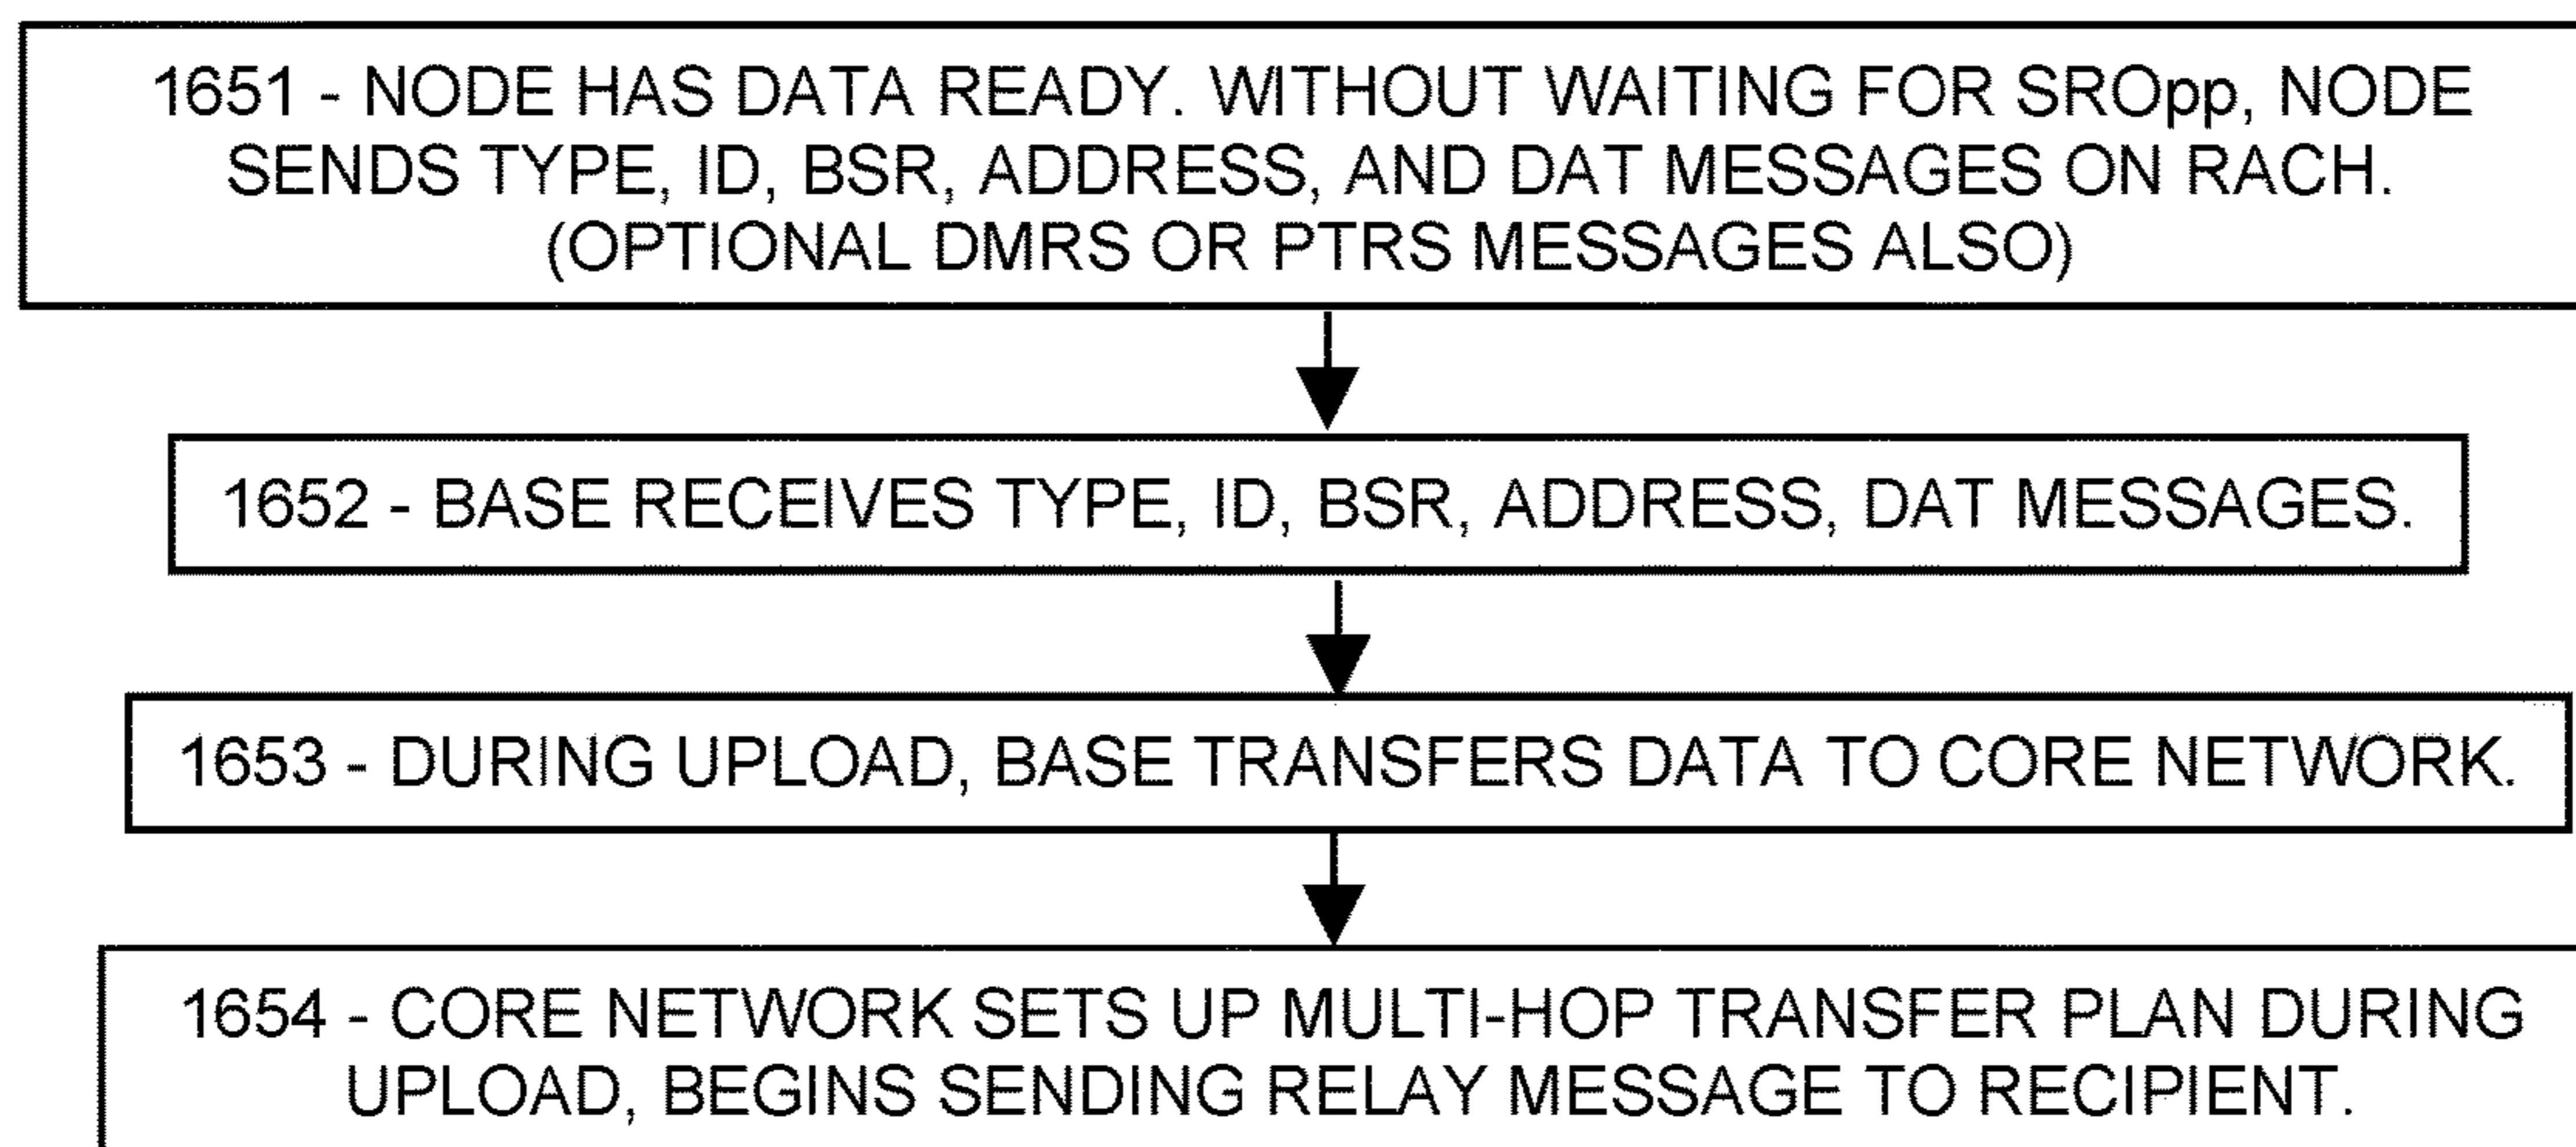 1651 - NODE HAS DATA READY. WITHOUT WAITING FOR SROpp, NODE
SENDS TYPE, ID, BSR, ADDRESS, AND DAT MESSAGES ON RACH.
(OPTIONAL DMRS OR PTRS MESSAGES ALSO)
1652 - BASE RECEIVES TYPE, ID, BSR, ADDRESS, DAT MESSAGES.
1653 - DURING UPLOAD, BASE TRANSFERS DATA TO CORE NETWORK.
1654 - CORE NETWORK SETS UP MULTI-HOP TRANSFER PLAN DURING
UPLOAD, BEGINS SENDING RELAY MESSAGE TO RECIPIENT.